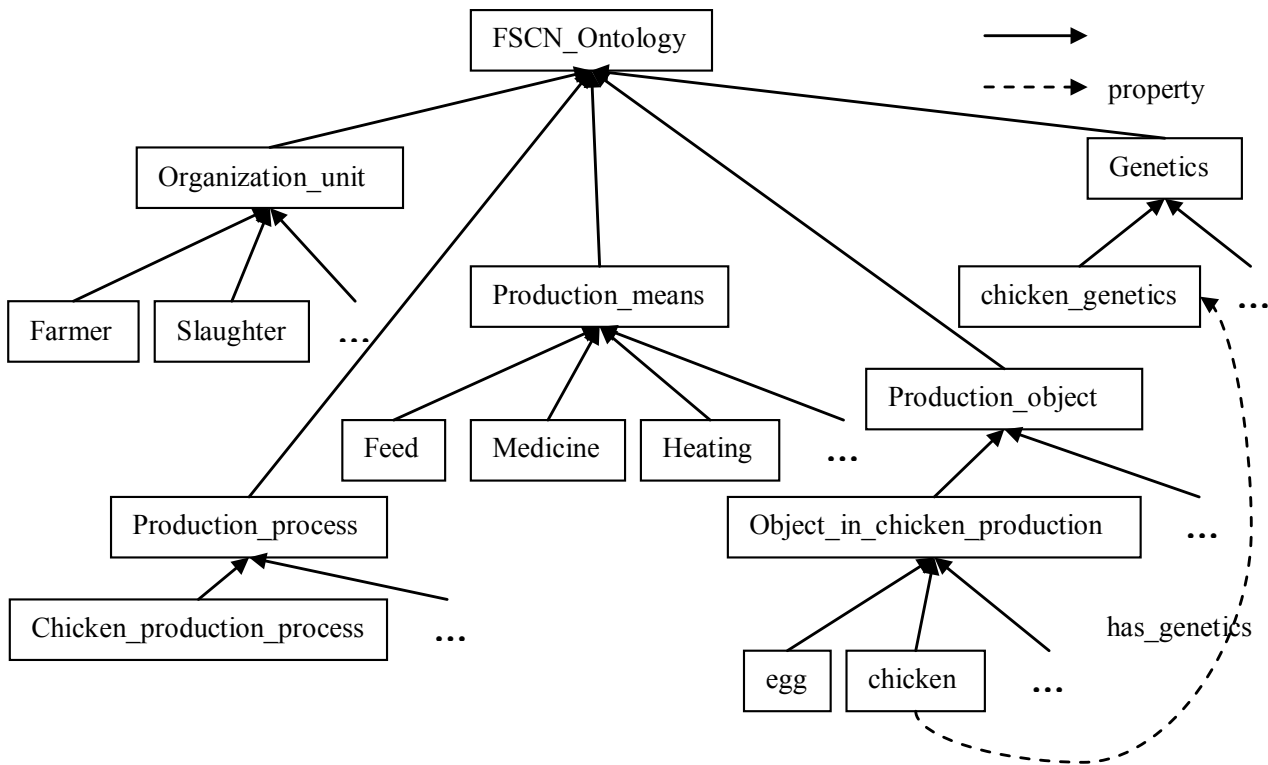 FSCN_Ontology
property
Organization_unit
Genetics
Production_means
chicken_genetics
...
Farmer
Slaughter
...
Production_object
Feed
Medicine
Heating
...
Production_process
Object_in_chicken_production
...
Chicken_production_process
...
has_genetics
egg
chicken
...